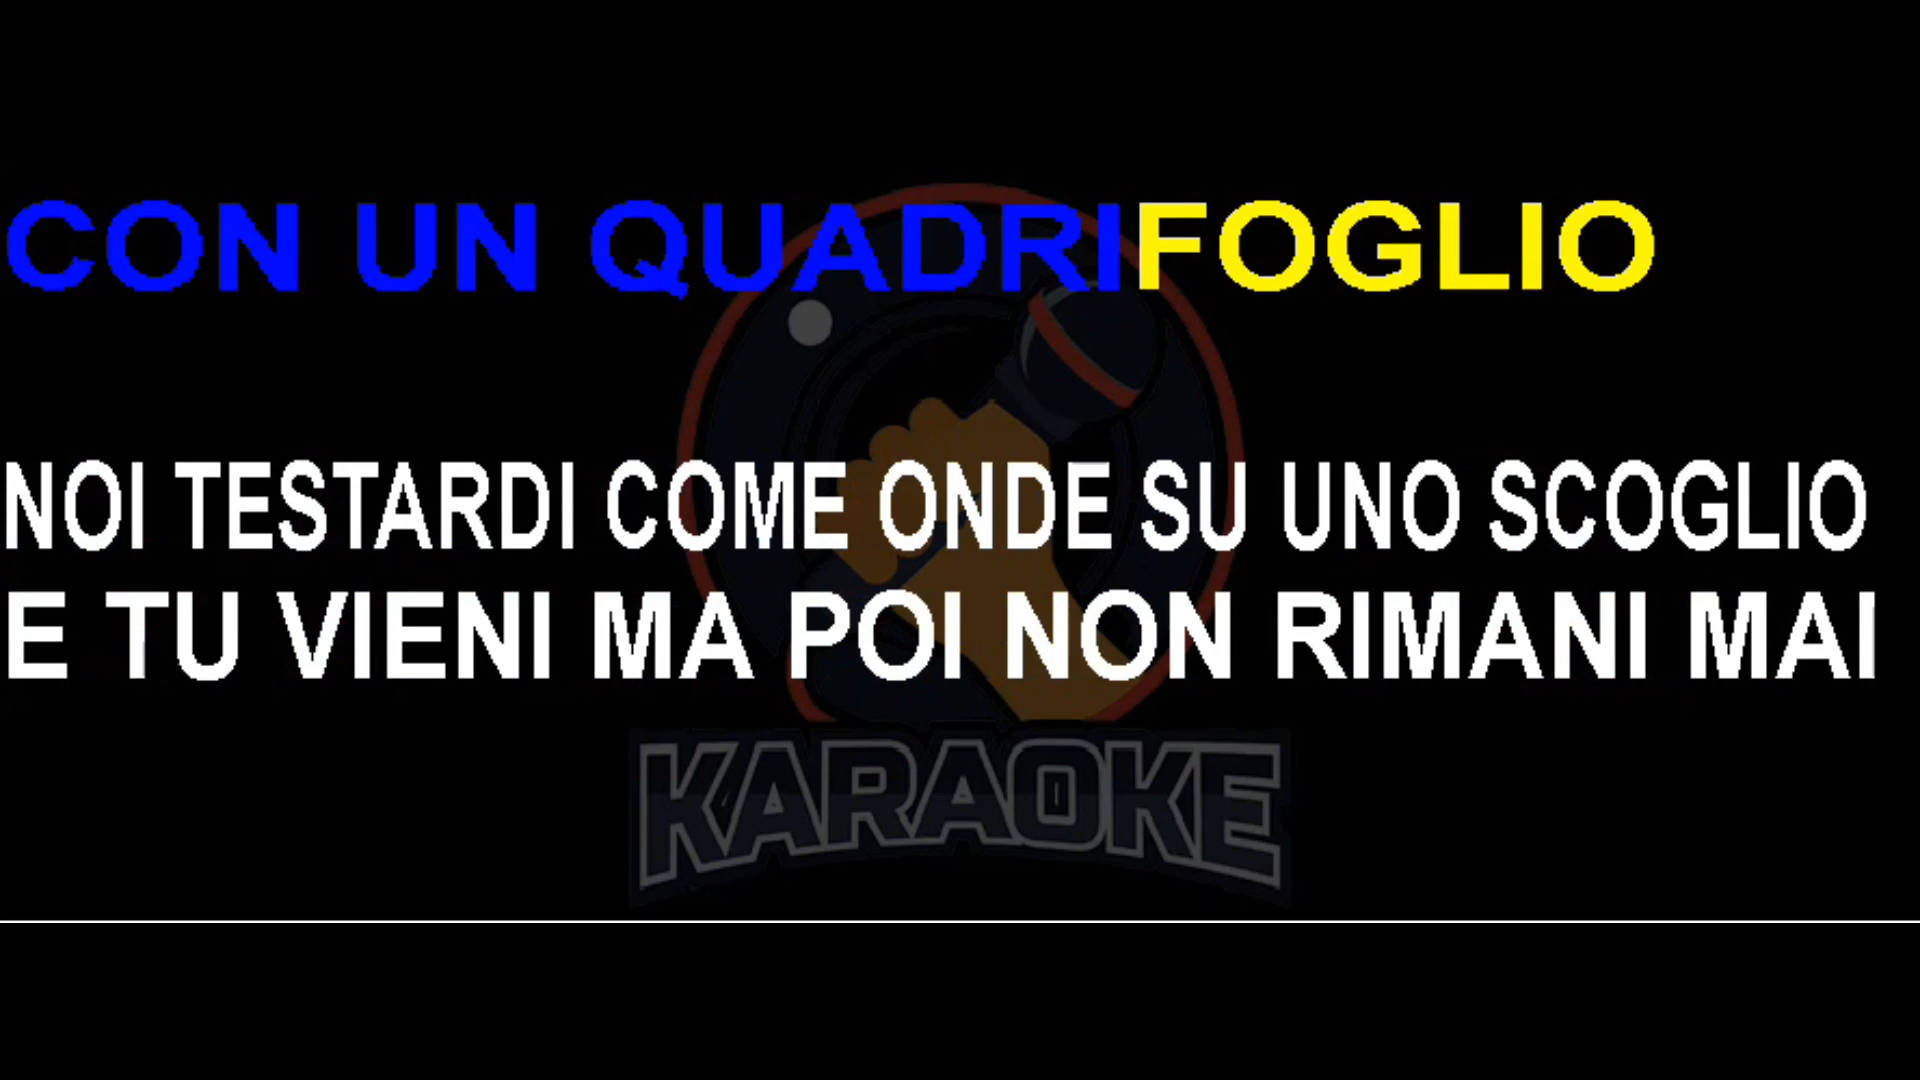 CON UN QUADRIFOGLIO
NOI TESTARDI COME ONDE SU UNO SCOGLIO
E TU VIENI MA POI NON RIMANI MAI
KARAOKE